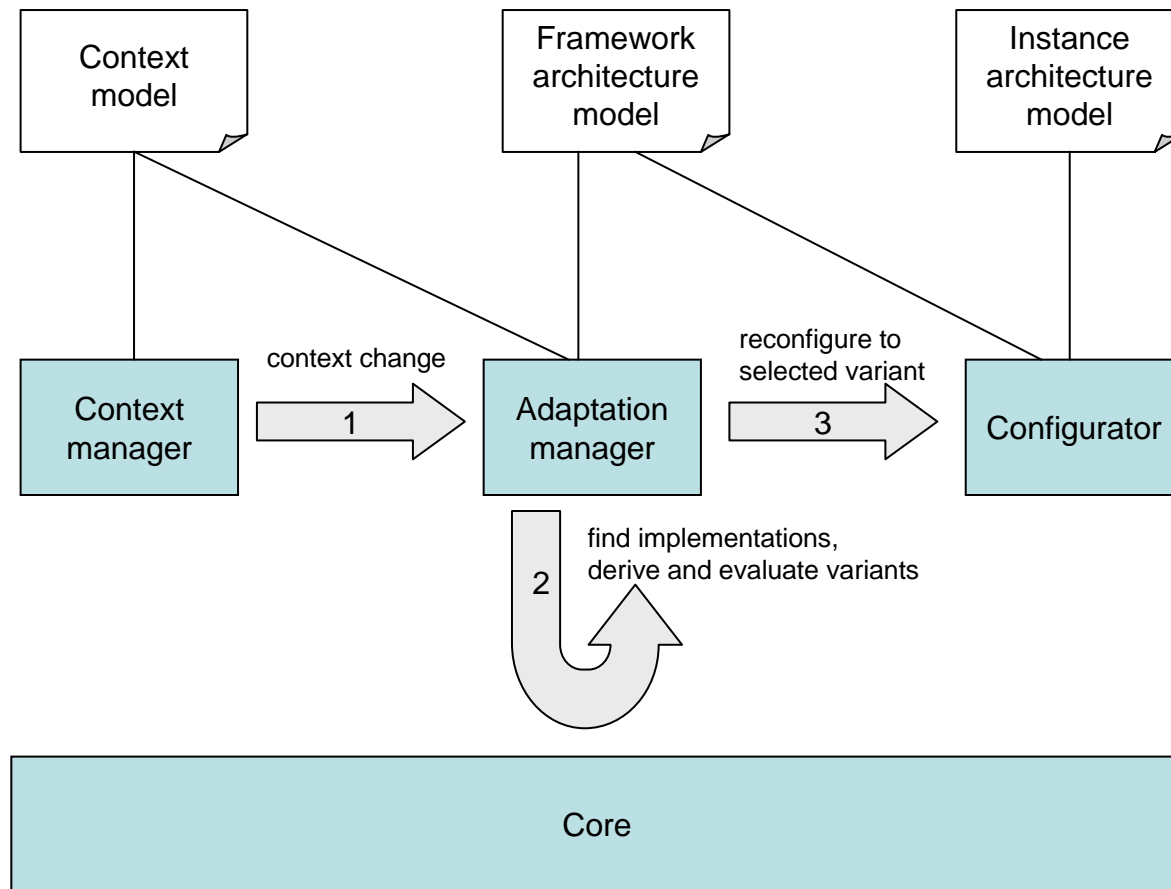 Context
model
Framework
architecture
model
Instance
architecture
model
context change
reconfigure to
selected variant
Context
manager
1
Adaptation
manager
3
Configurator
2
find implementations,
derive and evaluate variants
Core